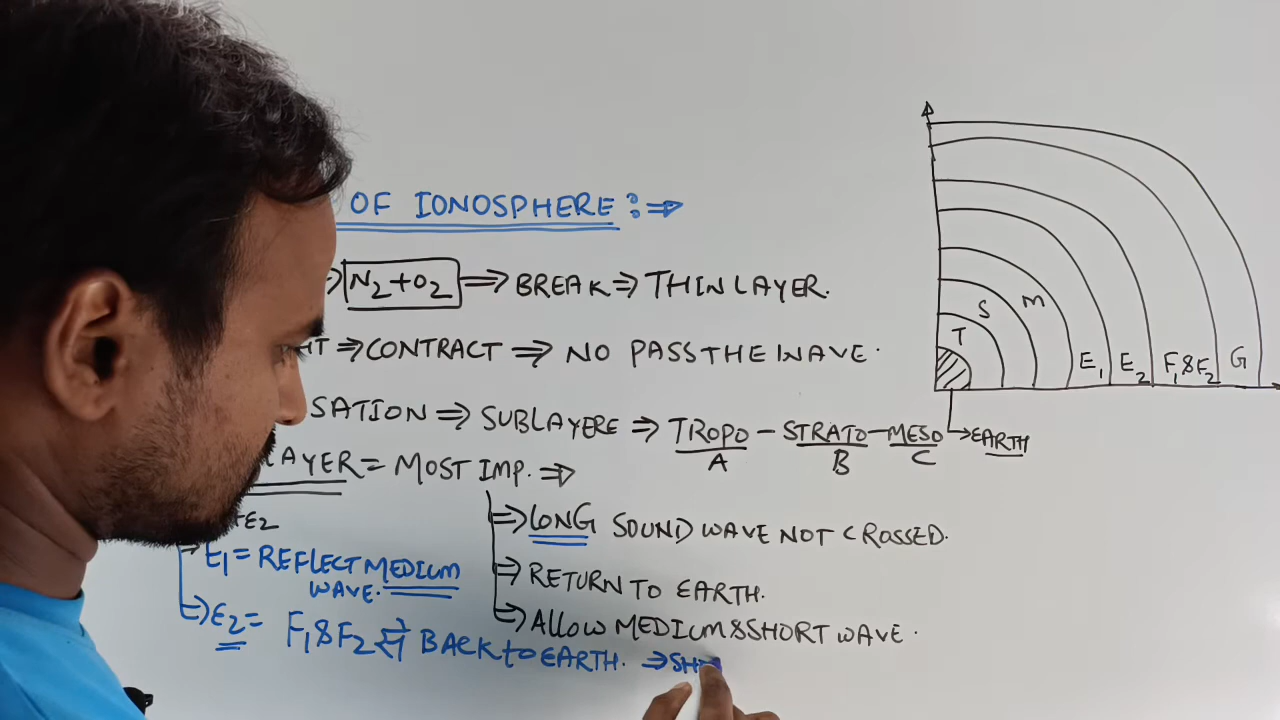 OF IONOSPHERE :⇒
N2+O2 ⇒ BREAK ⇒ THIN LAYER.
⇒ CONTRACT ⇒ NO PASS THE WAVE.
SATION ⇒ SUBLAYERE ⇒ TROPO - STRATO - MESO
A B C
LAYER = MOST IMP. ⇒
E2
⇒ LONG SOUND WAVE NOT CROSSED.
E1 = REFLECT MEDIUM
WAVE.
⇒ RETURN TO EARTH.
⇒ ALLOW MEDIUM & SHORT WAVE.
E2 = F1 & F2 BACK to EARTH. ⇒ SH
T
S
M
E1
E2
F1 & F2
G
→ EARTH